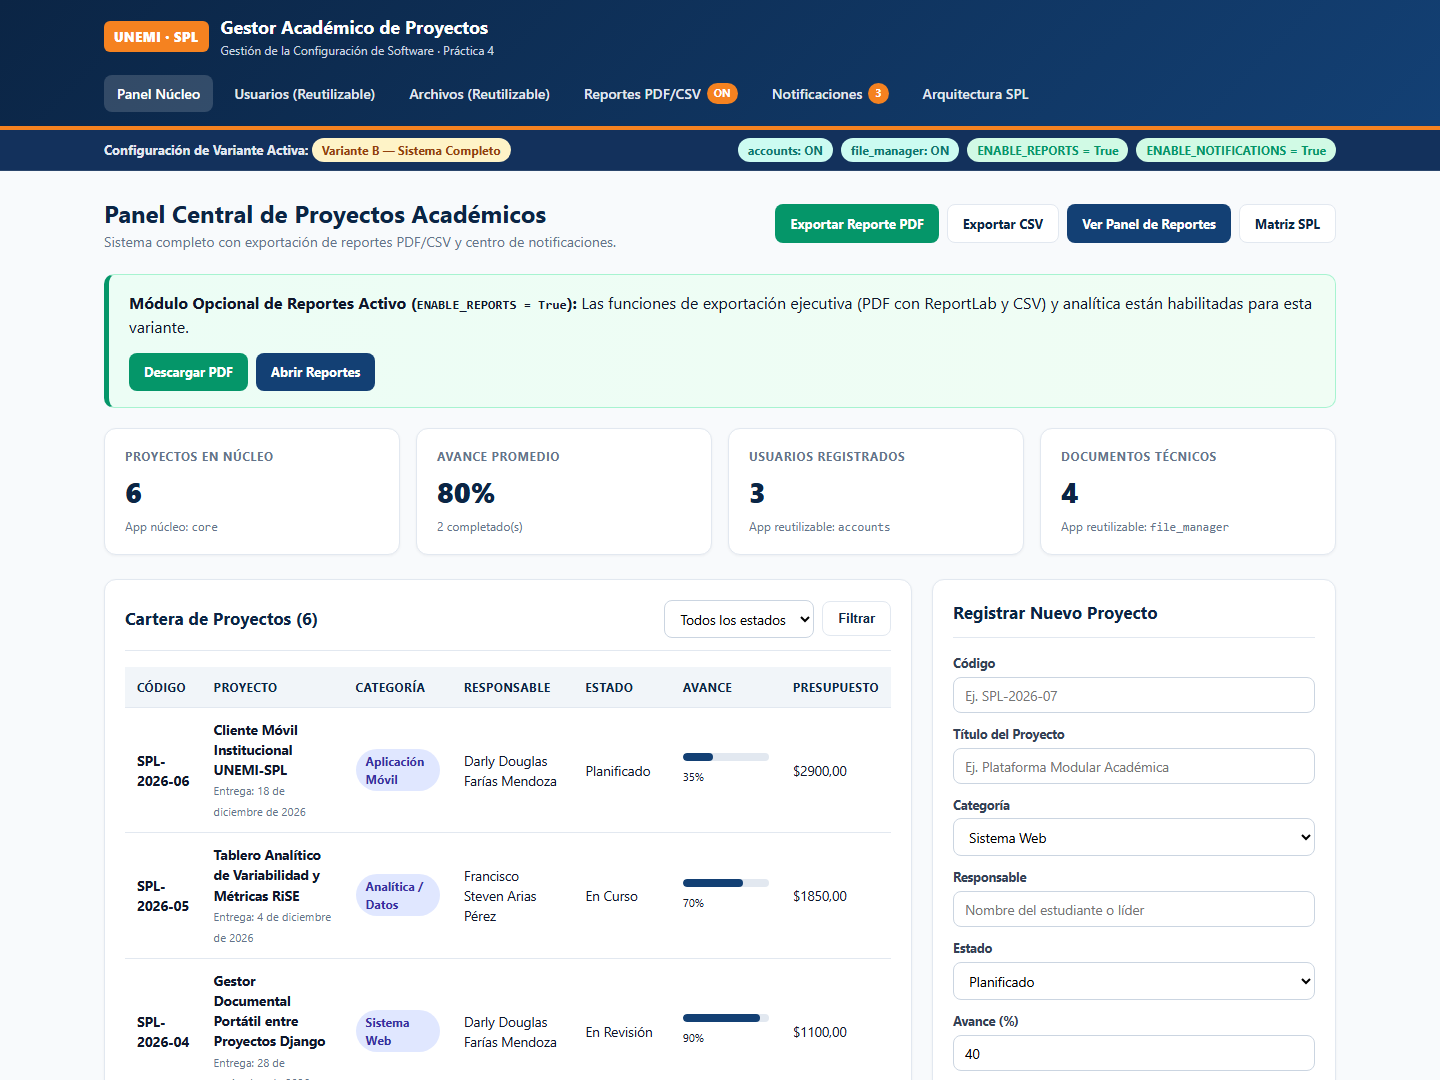 UNEMI · SPL
Gestor Académico de Proyectos
Gestión de la Configuración de Software · Práctica 4
Panel Núcleo
Usuarios (Reutilizable)
Archivos (Reutilizable)
Reportes PDF/CSV ON
Notificaciones 3
Arquitectura SPL
Configuración de Variante Activa: Variante B — Sistema Completo
accounts: ON
file_manager: ON
ENABLE_REPORTS = True
ENABLE_NOTIFICATIONS = True
Panel Central de Proyectos Académicos
Sistema completo con exportación de reportes PDF/CSV y centro de notificaciones.
Exportar Reporte PDF
Exportar CSV
Ver Panel de Reportes
Matriz SPL
Módulo Opcional de Reportes Activo (ENABLE_REPORTS = True): Las funciones de exportación ejecutiva (PDF con ReportLab y CSV) y analítica están habilitadas para esta
variante.
Descargar PDF
Abrir Reportes
PROYECTOS EN NÚCLEO
6
App núcleo: core
AVANCE PROMEDIO
80%
2 completado(s)
USUARIOS REGISTRADOS
3
App reutilizable: accounts
DOCUMENTOS TÉCNICOS
4
App reutilizable: file_manager
Cartera de Proyectos (6)
Todos los estados
Filtrar
CÓDIGO PROYECTO CATEGORÍA RESPONSABLE ESTADO AVANCE PRESUPUESTO
SPL-
2026-06
Cliente Móvil
Institucional
UNEMI-SPL
Entrega: 18 de
diciembre de 2026
Aplicación
Móvil
Darly Douglas
Farías Mendoza
Planificado
35%
$2900,00
SPL-
2026-05
Tablero Analítico
de Variabilidad y
Métricas RiSE
Entrega: 4 de diciembre
de 2026
Analítica /
Datos
Francisco
Steven Arias
Pérez
En Curso
70%
$1850,00
SPL-
2026-04
Gestor
Documental
Portátil entre
Proyectos Django
Entrega: 28 de
Sistema
Web
Darly Douglas
Farías Mendoza
En Revisión
90%
$1100,00
Registrar Nuevo Proyecto
Código
Ej. SPL-2026-07
Título del Proyecto
Ej. Plataforma Modular Académica
Categoría
Sistema Web
Responsable
Nombre del estudiante o líder
Estado
Planificado
Avance (%)
40